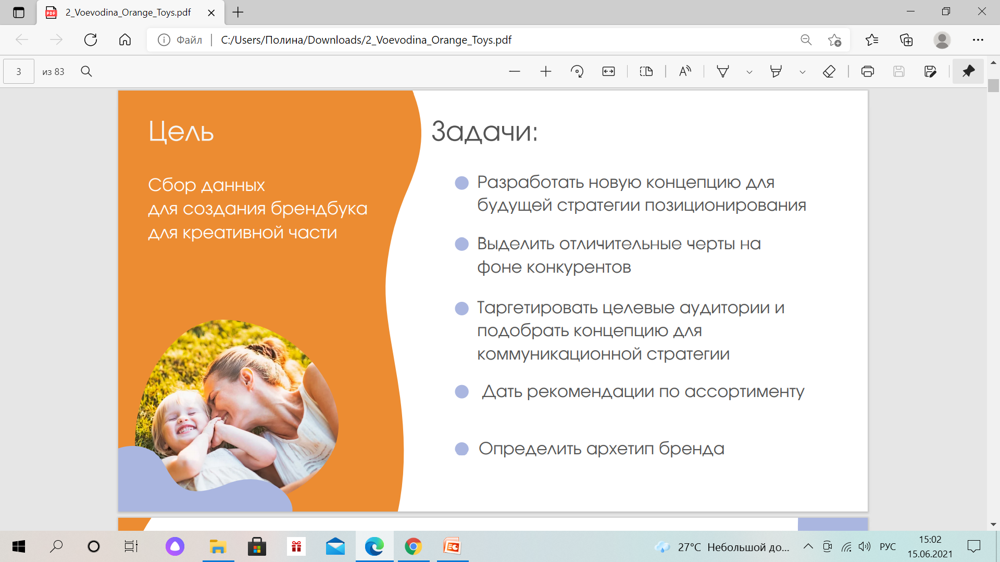 2_Voevodina_Orange_Toys.pdf
Файл
C:/Users/Полина/Downloads/2_Voevodina_Orange_Toys.pdf
3
из 83
Цель
Сбор данных
для создания брендбука
для креативной части
Задачи:
Разработать новую концепцию для
будущей стратегии позиционирования
Выделить отличительные черты на
фоне конкурентов
Таргетировать целевые аудитории и
подобрать концепцию для
коммуникационной стратегии
Дать рекомендации по ассортименту
Определить архетип бренда
27°C Небольшой до...
РУС
15:02
15.06.2021